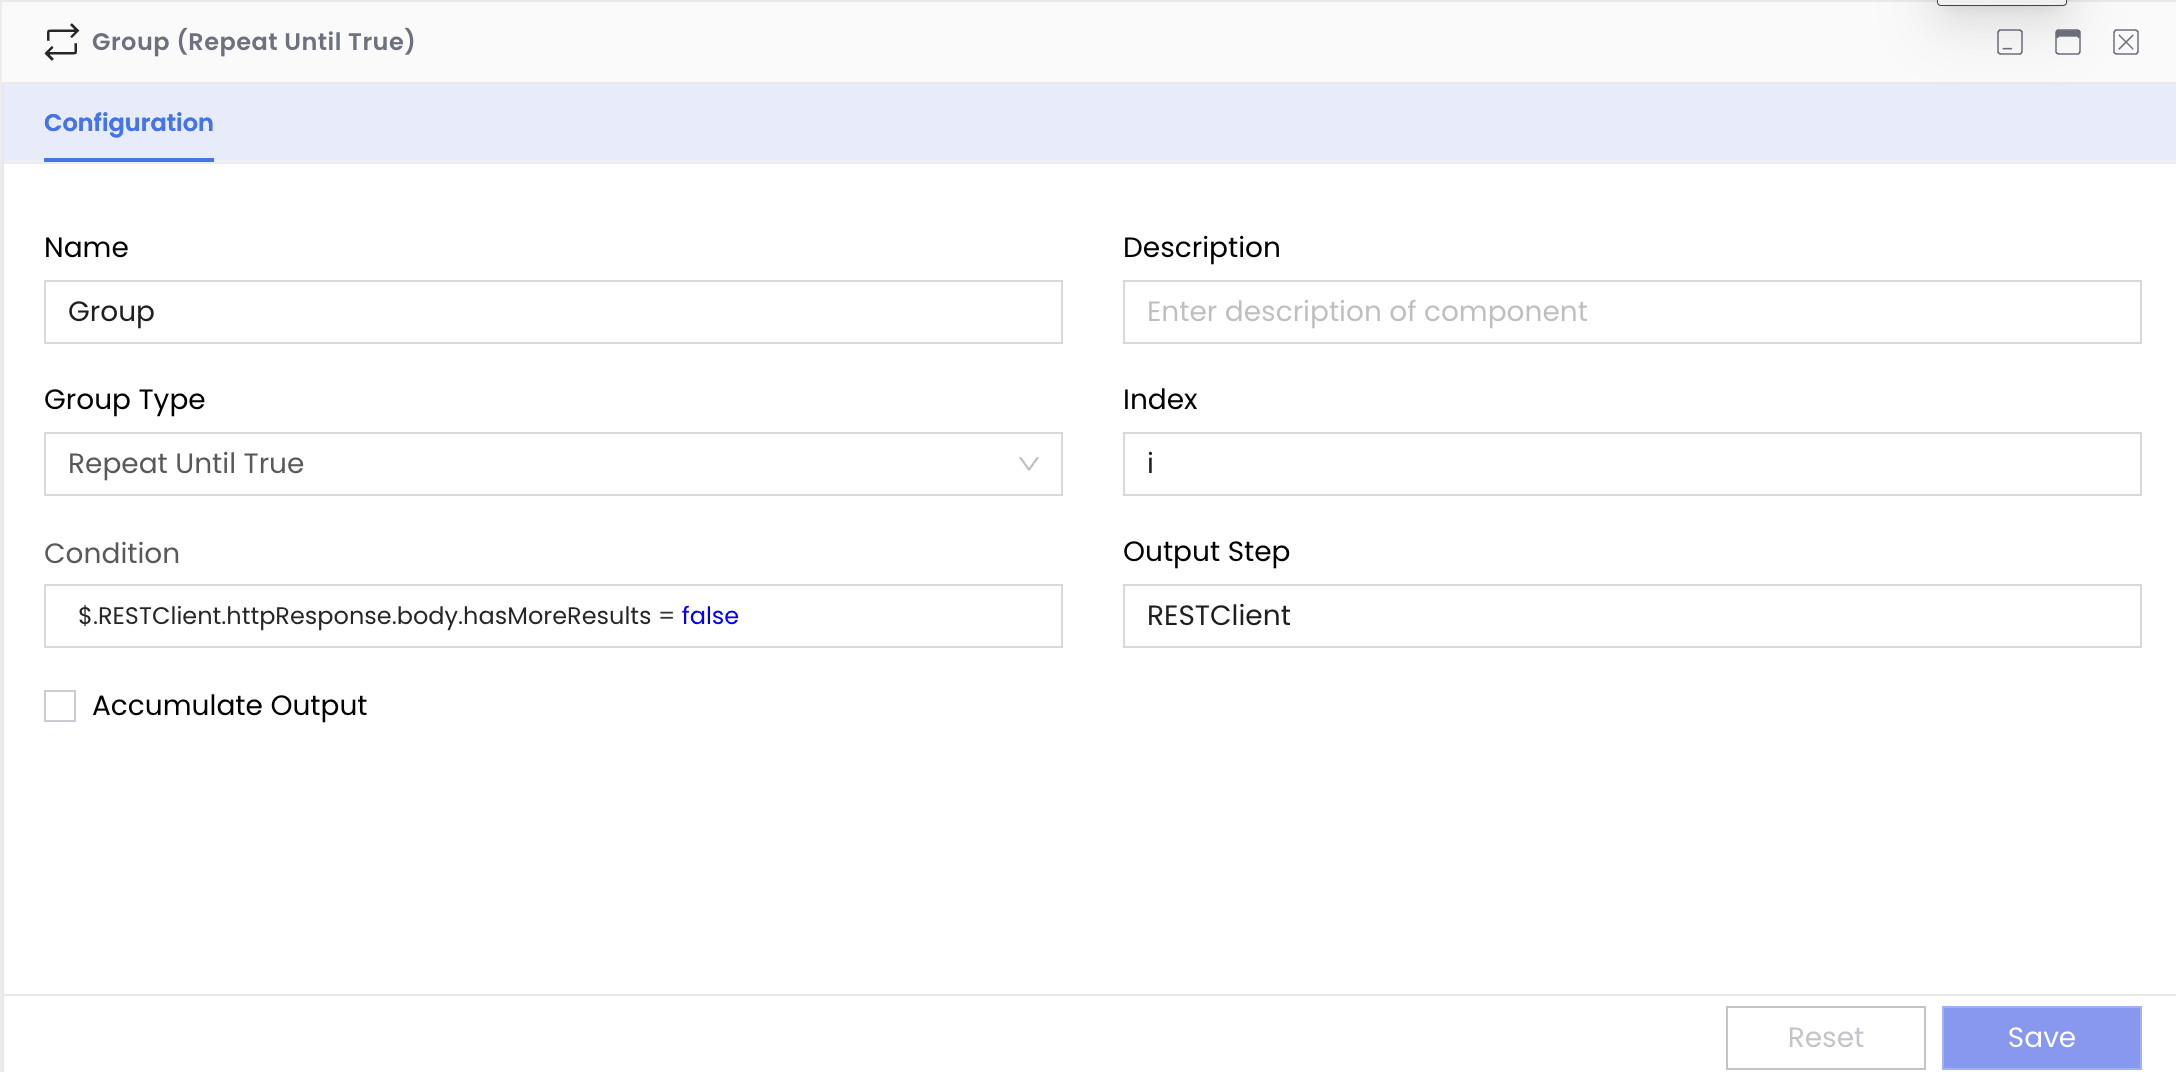 Group (Repeat Until True)
Configuration
Name
Description
Group
Enter description of component
Group Type
Index
Repeat Until True
i
Condition
Output Step
$.RESTClient.httpResponse.body.hasMoreResults = false
RESTClient
Accumulate Output
Reset
Save